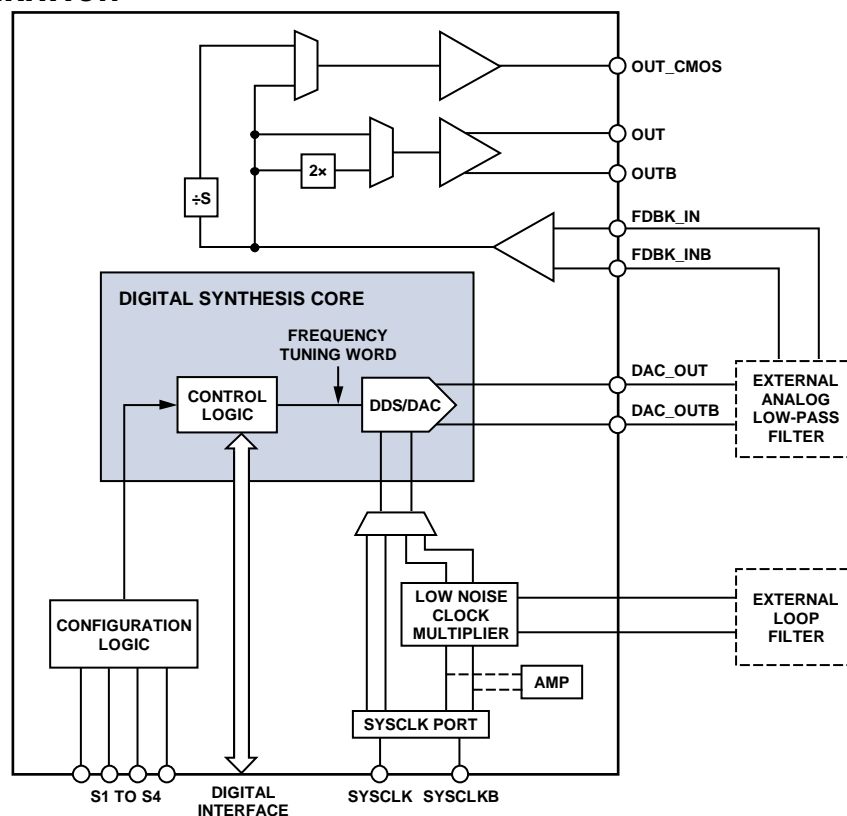 OUT_CMOS
OUT
2×
OUTB
÷S
FDBK_IN
FDBK_INB
DIGITAL SYNTHESIS CORE
FREQUENCY
TUNING WORD
CONTROL
LOGIC
DDS/DAC
DAC_OUT
DAC_OUTB
EXTERNAL
ANALOG
LOW-PASS
FILTER
CONFIGURATION
LOGIC
LOW NOISE
CLOCK
MULTIPLIER
EXTERNAL
LOOP
FILTER
AMP
SYSCLK PORT
S1 TO S4
DIGITAL
INTERFACE
SYSCLK
SYSCLKB